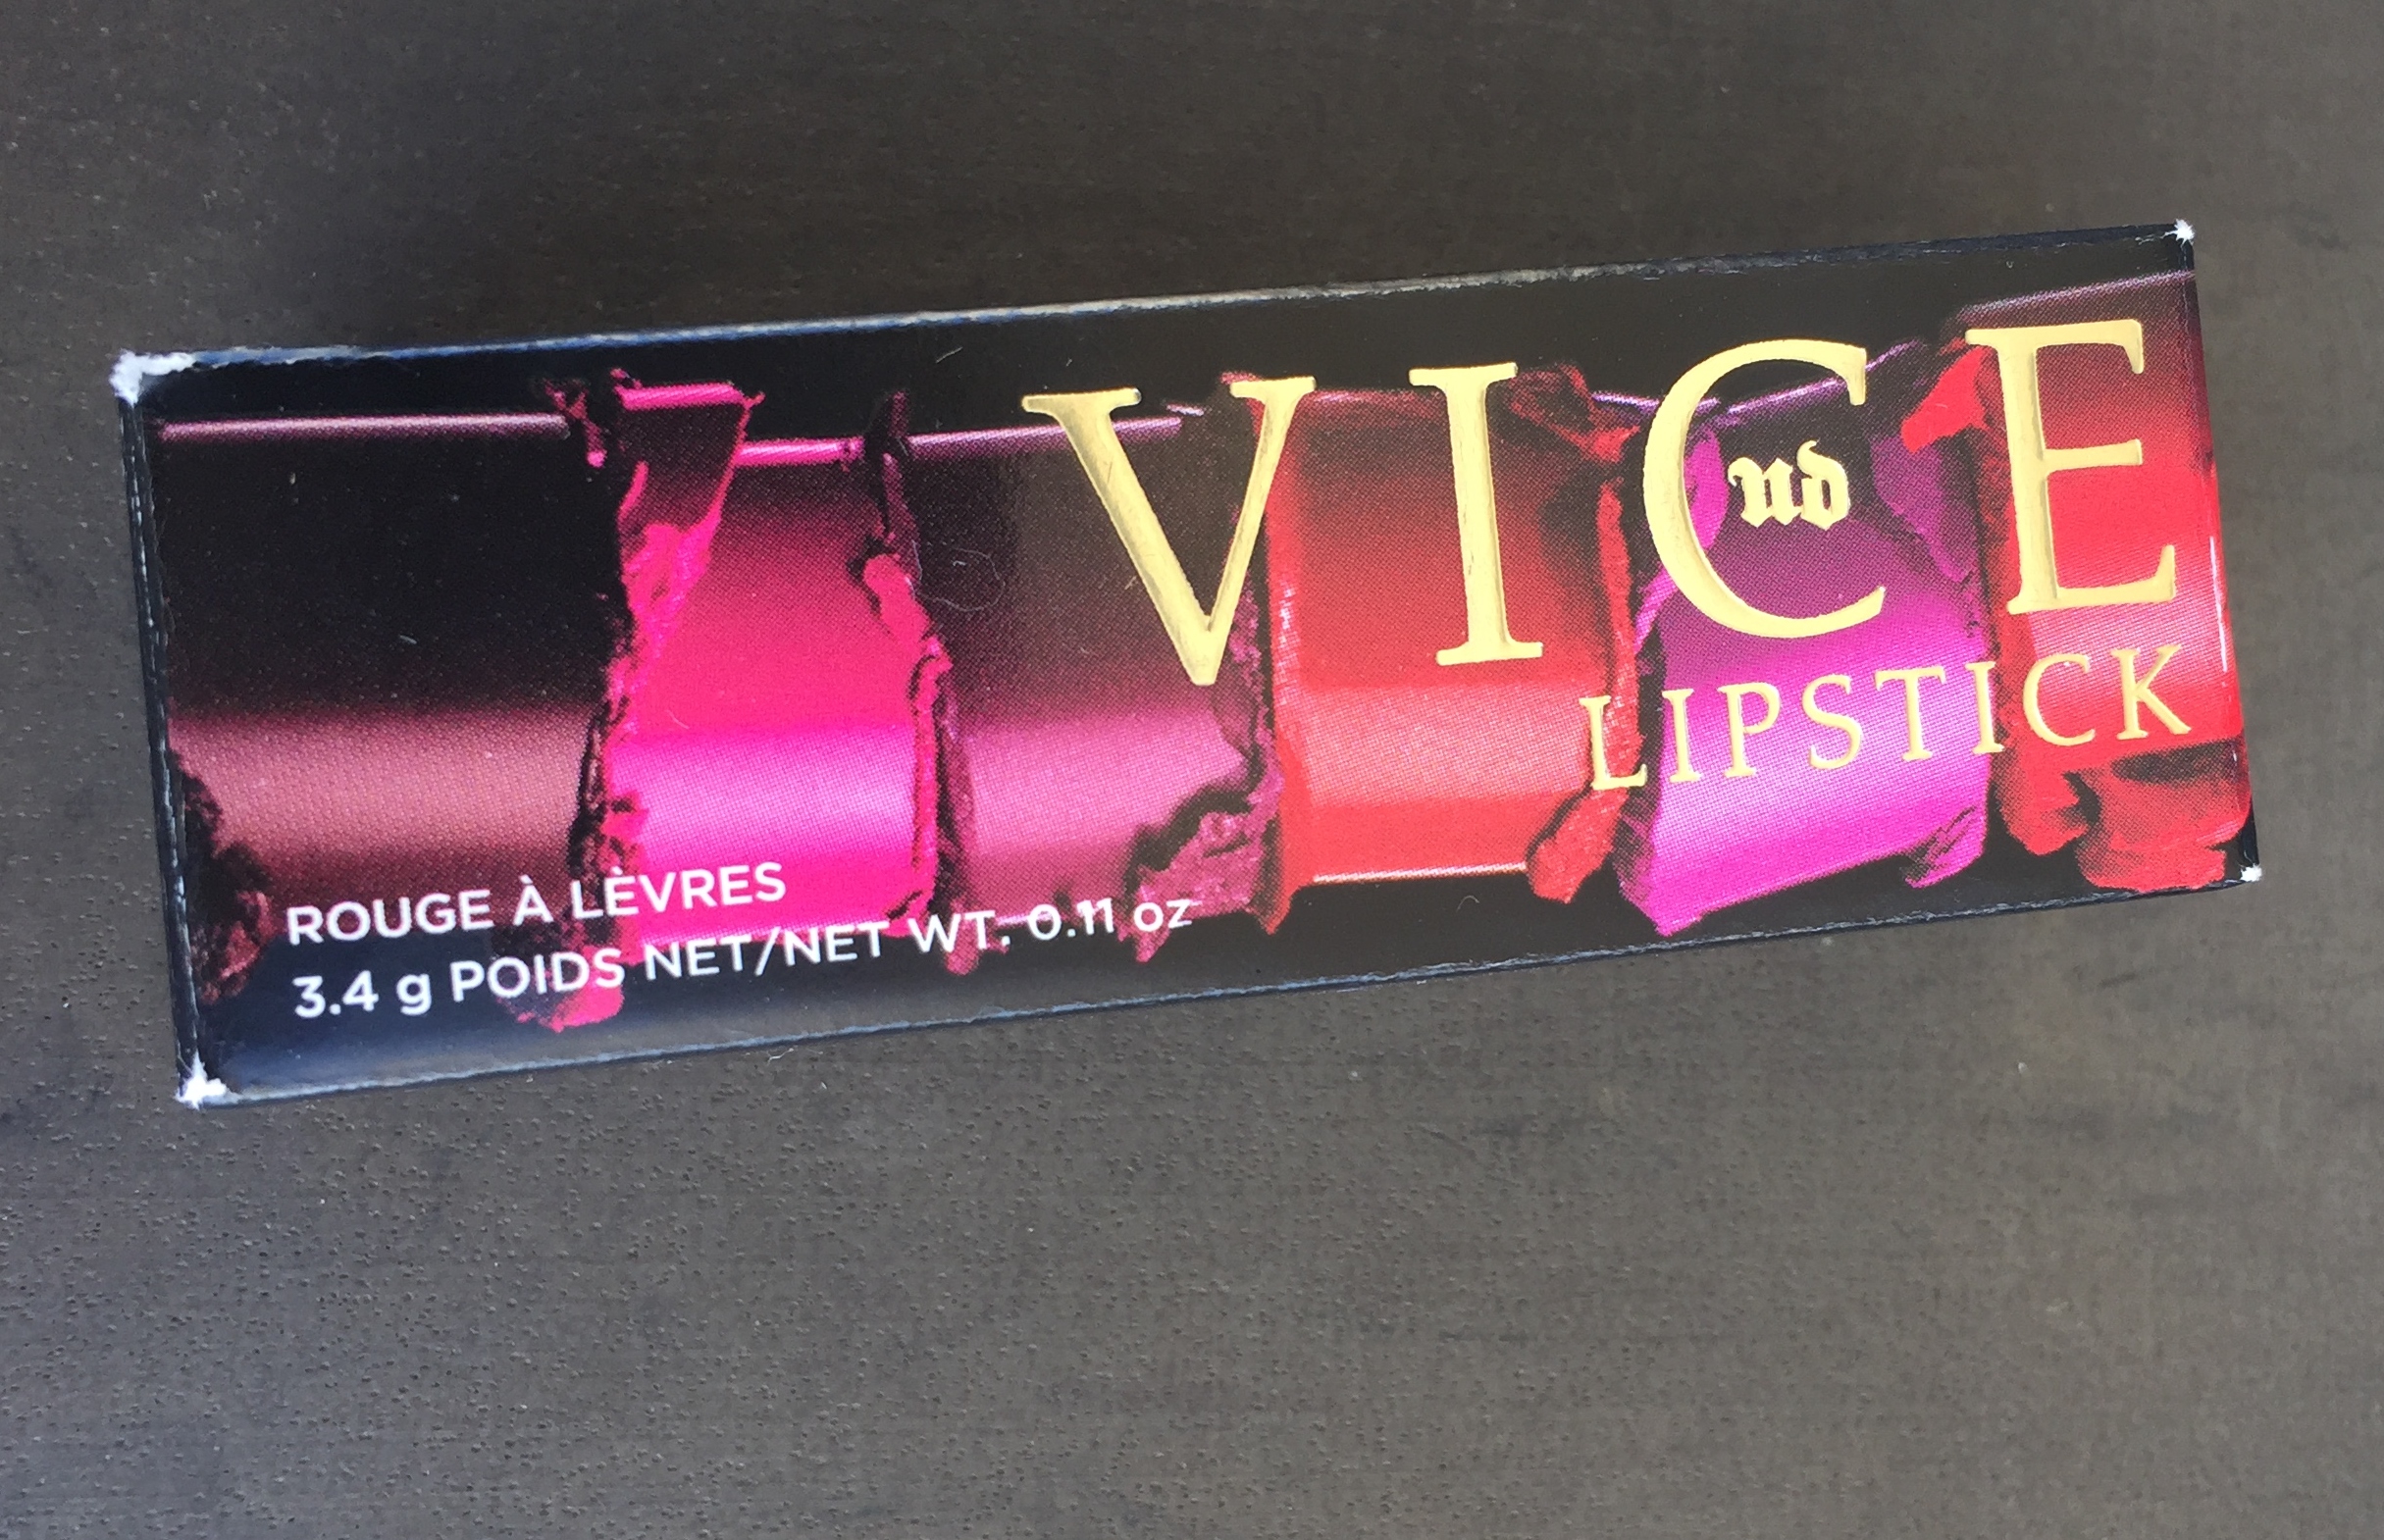 VICE
ud
LIPSTICK
ROUGE À LÈVRES
3.4 g POIDS NET/NET WT. 0.11 oz